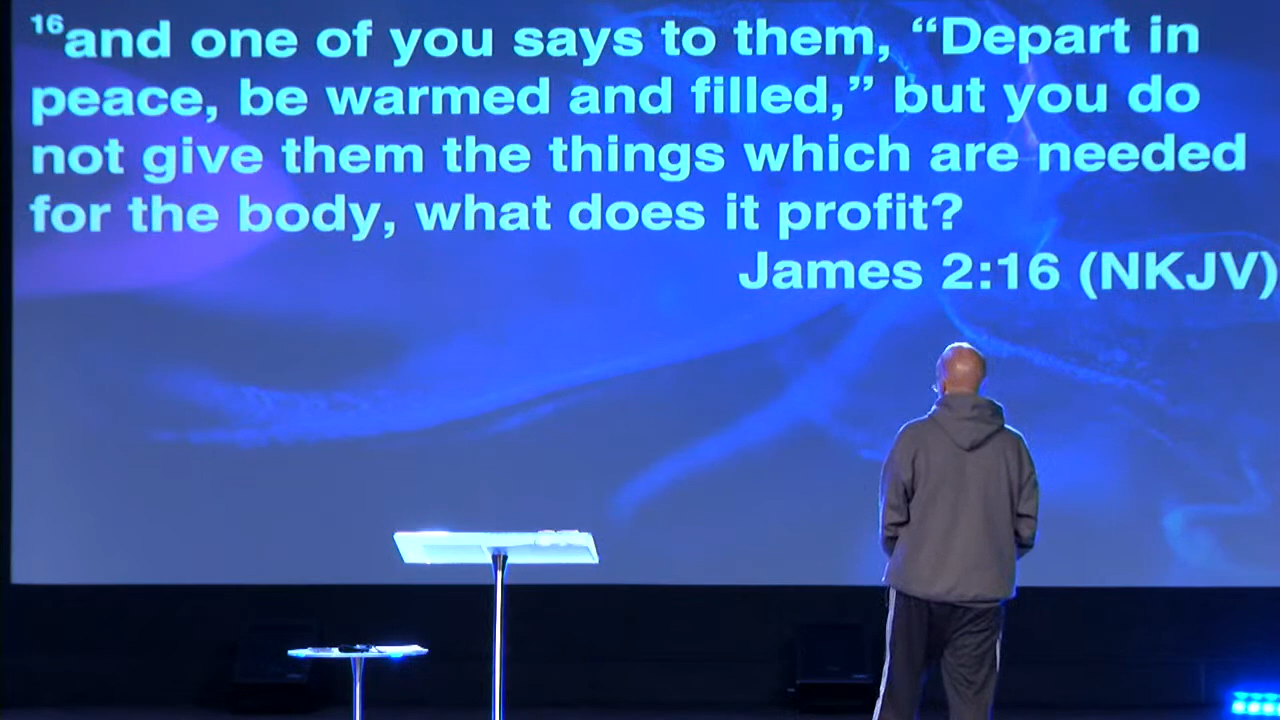 16and one of you says to them, “Depart in
peace, be warmed and filled,” but you do
not give them the things which are needed
for the body, what does it profit?
James 2:16 (NKJV)